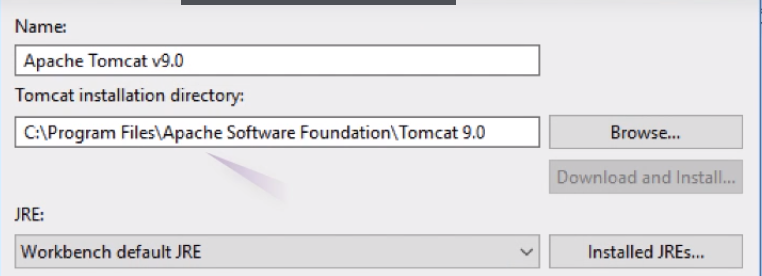 Name:
Apache Tomcat v9.0
Tomcat installation directory:
C:\Program Files\Apache Software Foundation\Tomcat 9.0
Browse...
Download and Install...
JRE:
Workbench default JRE
Installed JREs...